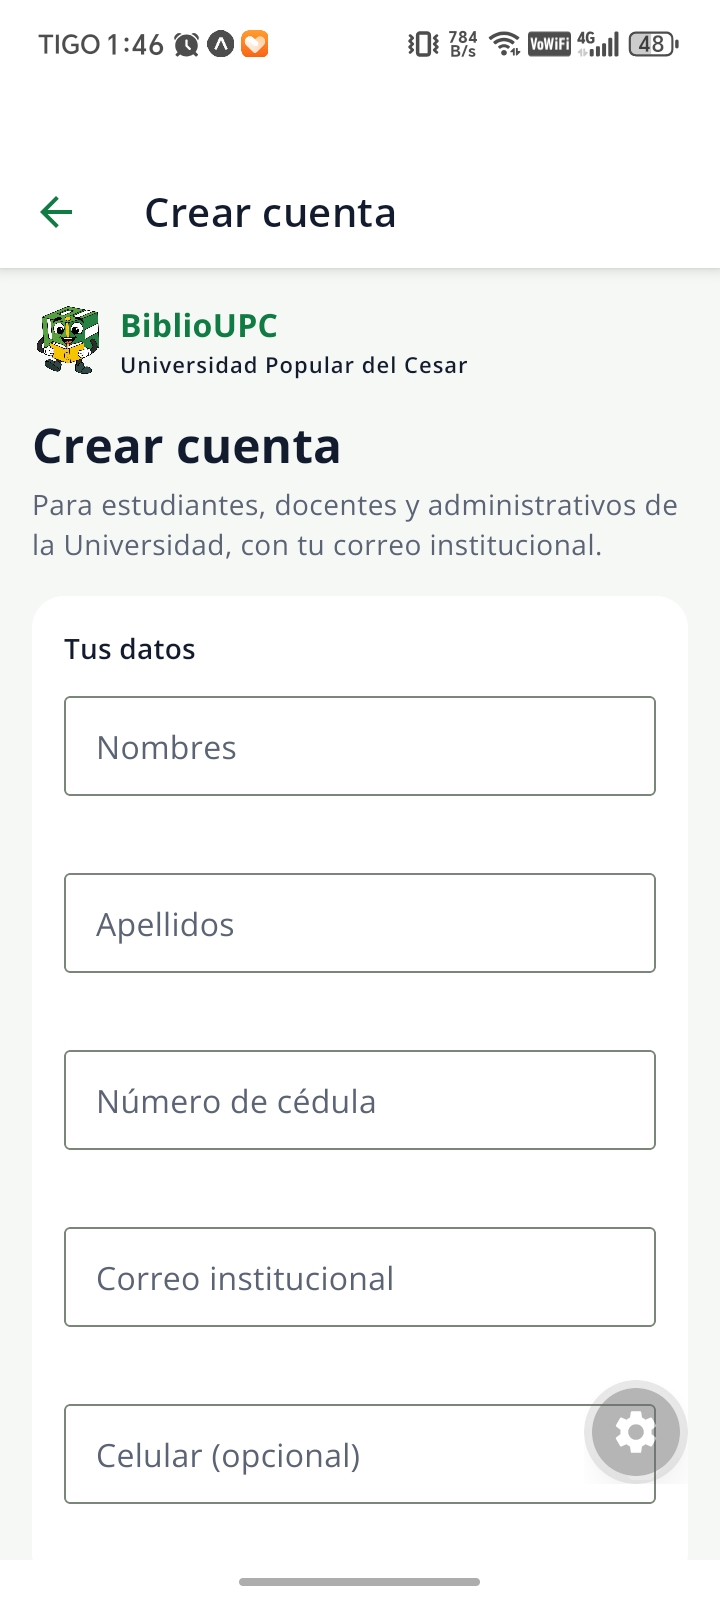 TIGO 1:46 784 B/s VoWiFi 4G 48
Crear cuenta
BiblioUPC
Universidad Popular del Cesar
Crear cuenta
Para estudiantes, docentes y administrativos de
la Universidad, con tu correo institucional.
Tus datos
Nombres
Apellidos
Número de cédula
Correo institucional
Celular (opcional)